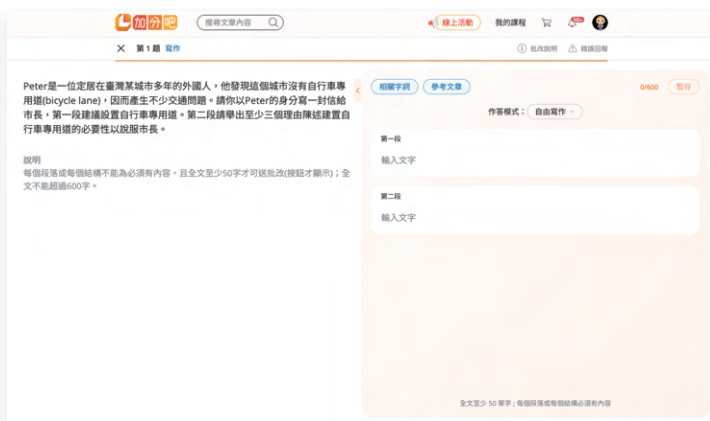 加分吧
搜尋文章內容
線上活動
我的課程
第 1 題 寫作
批改說明
錯誤回報
Peter是一位定居在臺灣某城市多年的外國人，他發現這個城市沒有自行車專
用道(bicycle lane)，因而產生不少交通問題。請你以Peter的身分寫一封信給
市長，第一段建議設置自行車專用道。第二段請舉出至少三個理由陳述建置自
行車專用道的必要性以說服市長。
說明
每個段落或每個結構不能為必須有內容，且全文至少50字才可送批改(按鈕才顯示)；全
文不能超過600字。
相關字詞
參考文章
0/600
暫存
作答模式：
自由寫作
第一段
輸入文字
第二段
輸入文字
全文至少 50 單字；每個段落或每個結構必須有內容